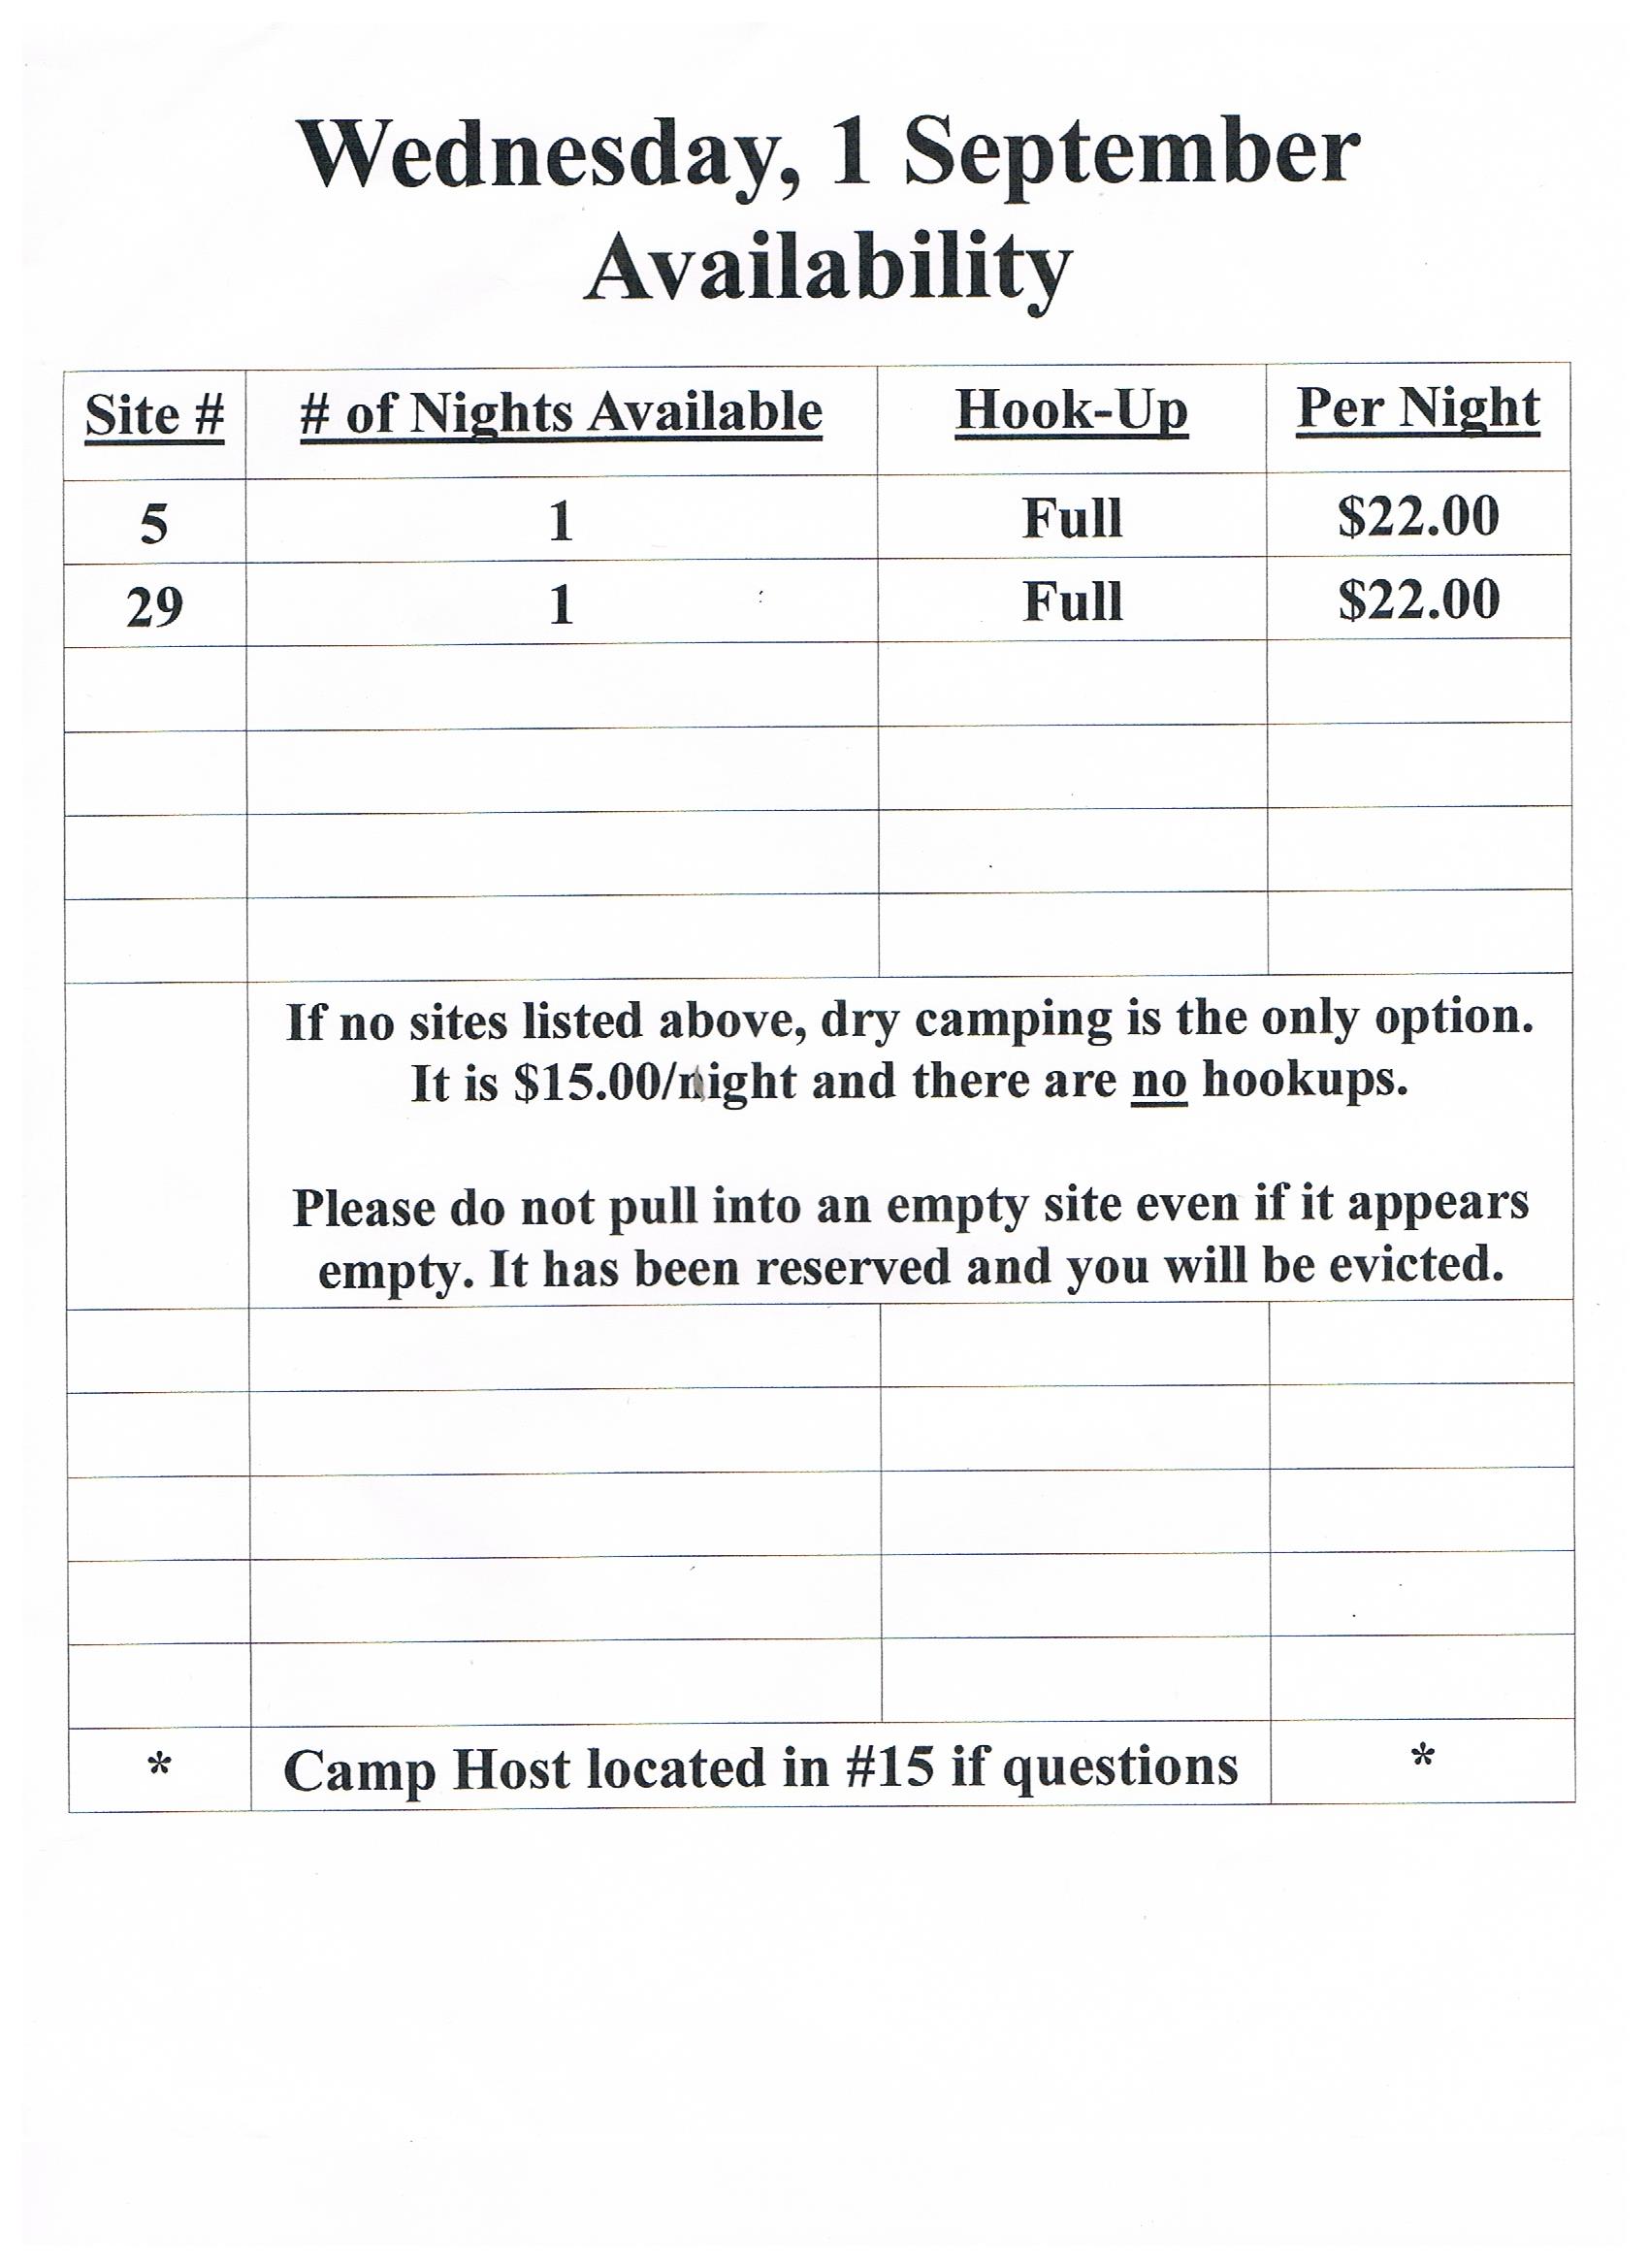 Wednesday, 1 September
Availability
Site # # of Nights Available Hook-Up Per Night
5 1 Full $22.00
29 1 Full $22.00
If no sites listed above, dry camping is the only option.
It is $15.00/night and there are no hookups.
Please do not pull into an empty site even if it appears
empty. It has been reserved and you will be evicted.
* Camp Host located in #15 if questions *